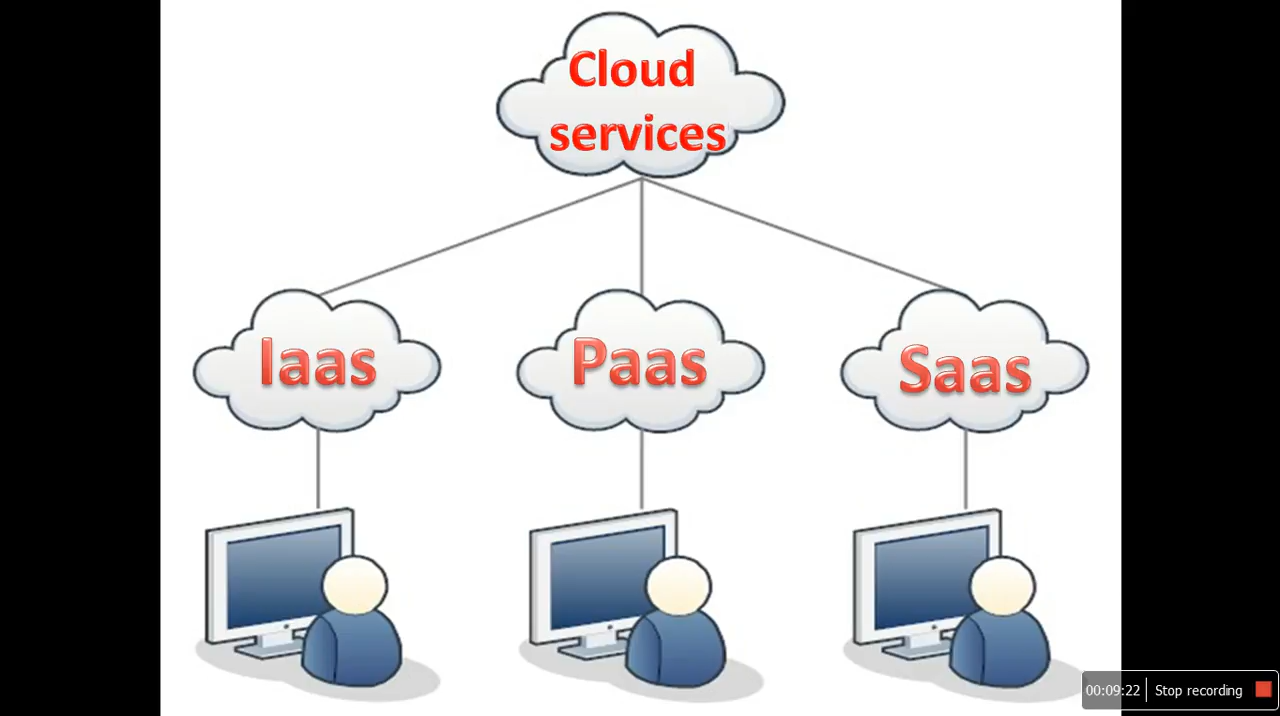 Cloud
services
Iaas
Paas
Saas
00:09:22 Stop recording